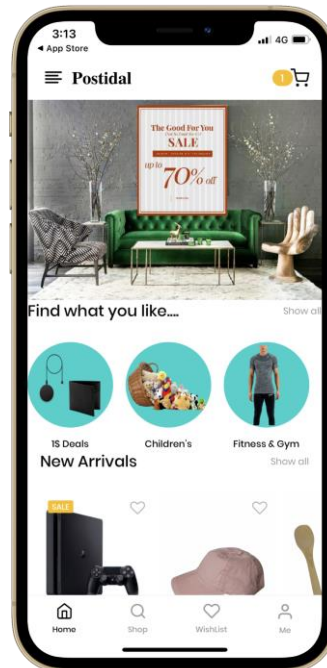 3:13
4G
App Store
Postidal
1
The Good For You
SALE
up to
70% off
Find what you like....
Show all
1$ Deals
Children's
Fitness & Gym
New Arrivals
Show all
SALE
Home
Shop
WishList
Me